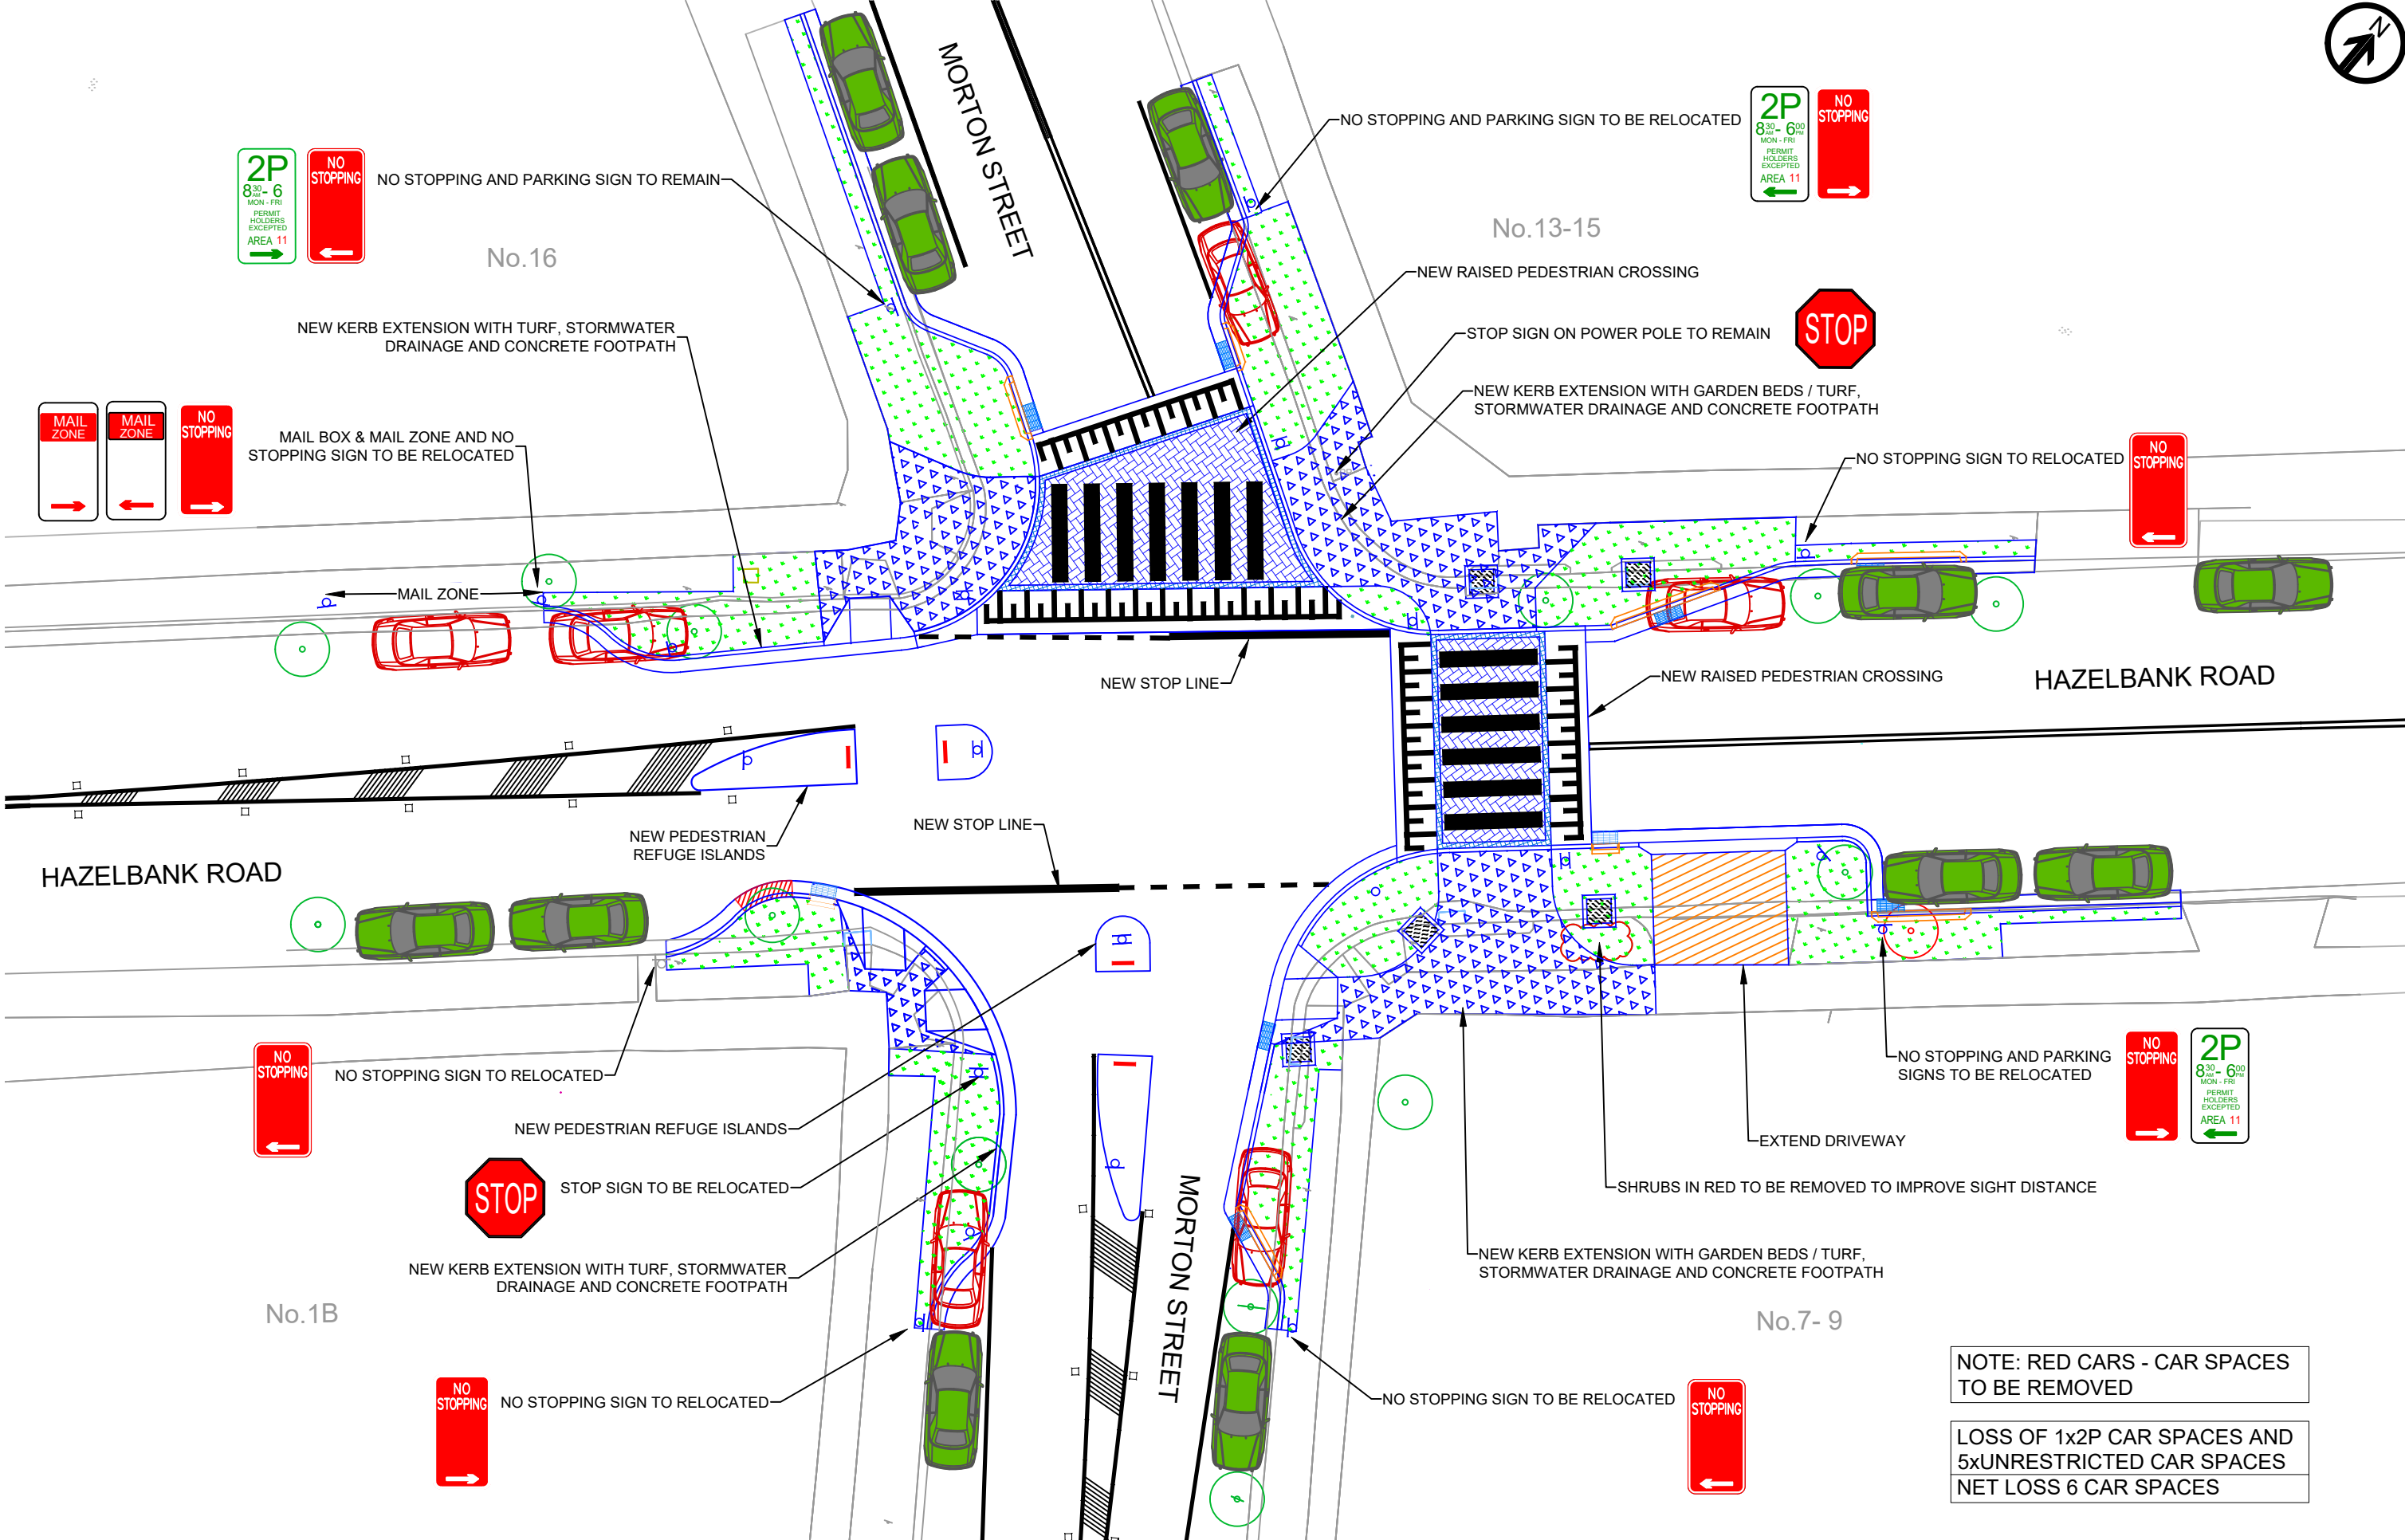 N
MORTON STREET
NO STOPPING AND PARKING SIGN TO BE RELOCATED
2P
8:30 AM - 6:00 PM
MON - FRI
PERMIT
HOLDERS
EXCEPTED
AREA 11
NO
STOPPING
2P
8:30 AM - 6
MON - FRI
PERMIT
HOLDERS
EXCEPTED
AREA 11
NO
STOPPING
NO STOPPING AND PARKING SIGN TO REMAIN
No.16
No.13-15
NEW RAISED PEDESTRIAN CROSSING
NEW KERB EXTENSION WITH TURF, STORMWATER
DRAINAGE AND CONCRETE FOOTPATH
STOP SIGN ON POWER POLE TO REMAIN
STOP
NEW KERB EXTENSION WITH GARDEN BEDS / TURF,
STORMWATER DRAINAGE AND CONCRETE FOOTPATH
MAIL
ZONE
MAIL
ZONE
NO
STOPPING
MAIL BOX & MAIL ZONE AND NO
STOPPING SIGN TO BE RELOCATED
NO STOPPING SIGN TO RELOCATED
NO
STOPPING
MAIL ZONE
NEW STOP LINE
NEW RAISED PEDESTRIAN CROSSING
HAZELBANK ROAD
NEW PEDESTRIAN
REFUGE ISLANDS
NEW STOP LINE
HAZELBANK ROAD
NO
STOPPING
NO STOPPING SIGN TO RELOCATED
NO STOPPING AND PARKING
SIGNS TO BE RELOCATED
NO
STOPPING
2P
8:30 AM - 6:00 PM
MON - FRI
PERMIT
HOLDERS
EXCEPTED
AREA 11
NEW PEDESTRIAN REFUGE ISLANDS
EXTEND DRIVEWAY
STOP
STOP SIGN TO BE RELOCATED
SHRUBS IN RED TO BE REMOVED TO IMPROVE SIGHT DISTANCE
MORTON STREET
NEW KERB EXTENSION WITH TURF, STORMWATER
DRAINAGE AND CONCRETE FOOTPATH
NEW KERB EXTENSION WITH GARDEN BEDS / TURF,
STORMWATER DRAINAGE AND CONCRETE FOOTPATH
No.1B
No.7- 9
NO
STOPPING
NO STOPPING SIGN TO RELOCATED
NO STOPPING SIGN TO BE RELOCATED
NO
STOPPING
NOTE: RED CARS - CAR SPACES
TO BE REMOVED
LOSS OF 1x2P CAR SPACES AND
5xUNRESTRICTED CAR SPACES
NET LOSS 6 CAR SPACES